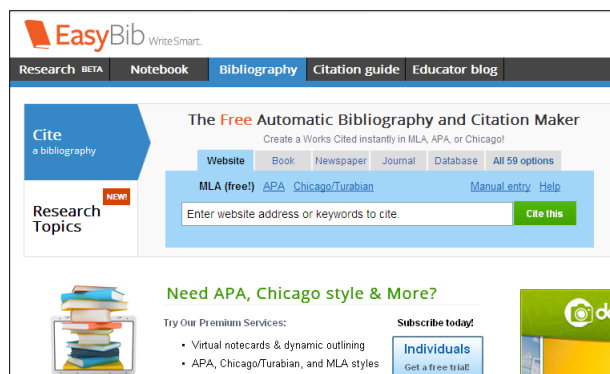 EasyBib Write Smart.
Research BETA Notebook Bibliography Citation guide Educator blog
Cite
a bibliography
NEW!
Research
Topics
The Free Automatic Bibliography and Citation Maker
Create a Works Cited instantly in MLA, APA, or Chicago!
Website Book Newspaper Journal Database All 59 options
MLA (free!) APA Chicago/Turabian Manual entry Help
Enter website address or keywords to cite. Cite this
Need APA, Chicago style & More?
Try Our Premium Services:
• Virtual notecards & dynamic outlining
• APA, Chicago/Turabian, and MLA styles
Subscribe today!
Individuals
Get a free trial!